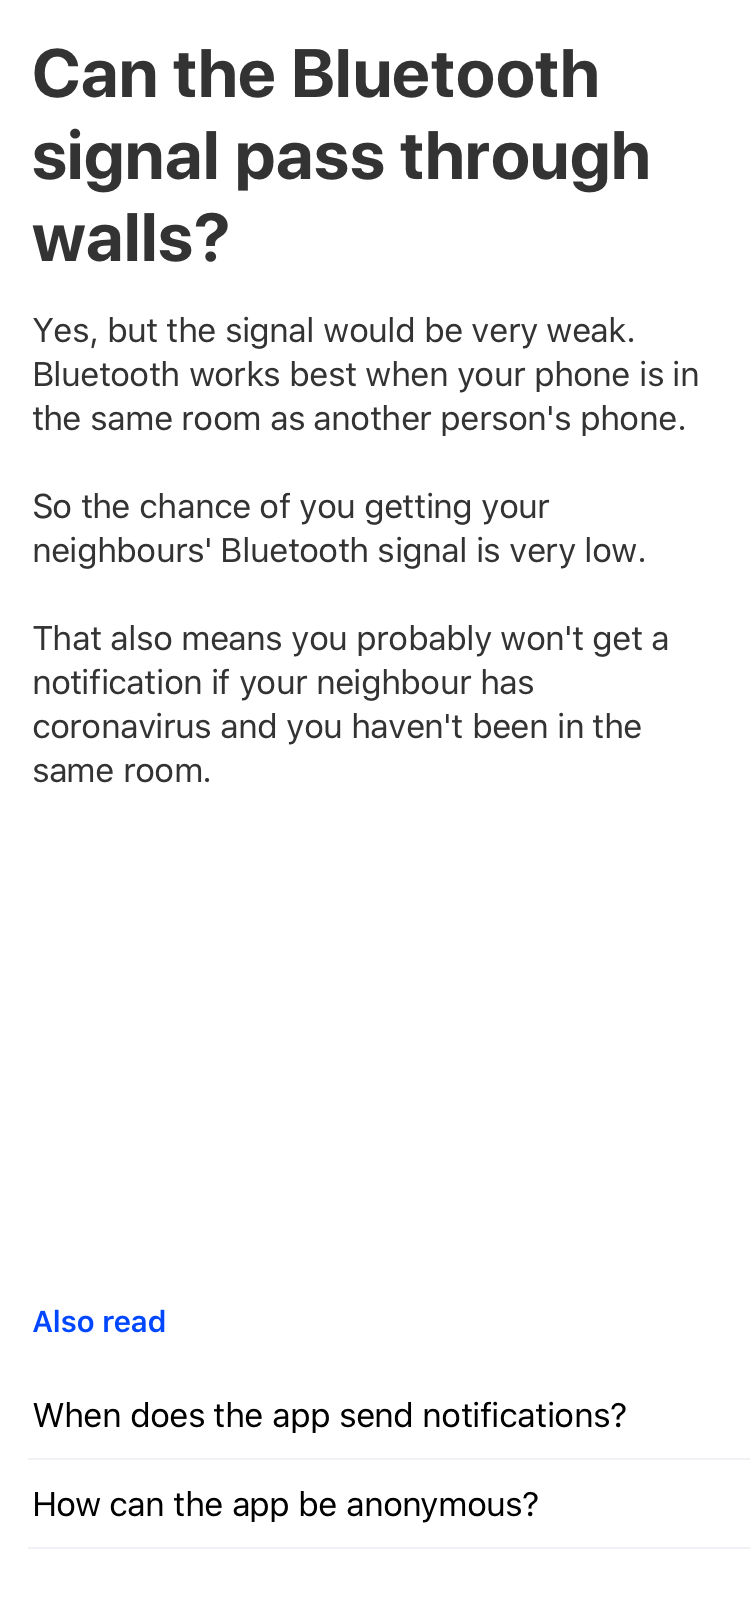 Can the Bluetooth
signal pass through
walls?
Yes, but the signal would be very weak.
Bluetooth works best when your phone is in
the same room as another person's phone.
So the chance of you getting your
neighbours' Bluetooth signal is very low.
That also means you probably won't get a
notification if your neighbour has
coronavirus and you haven't been in the
same room.
Also read
When does the app send notifications?
How can the app be anonymous?